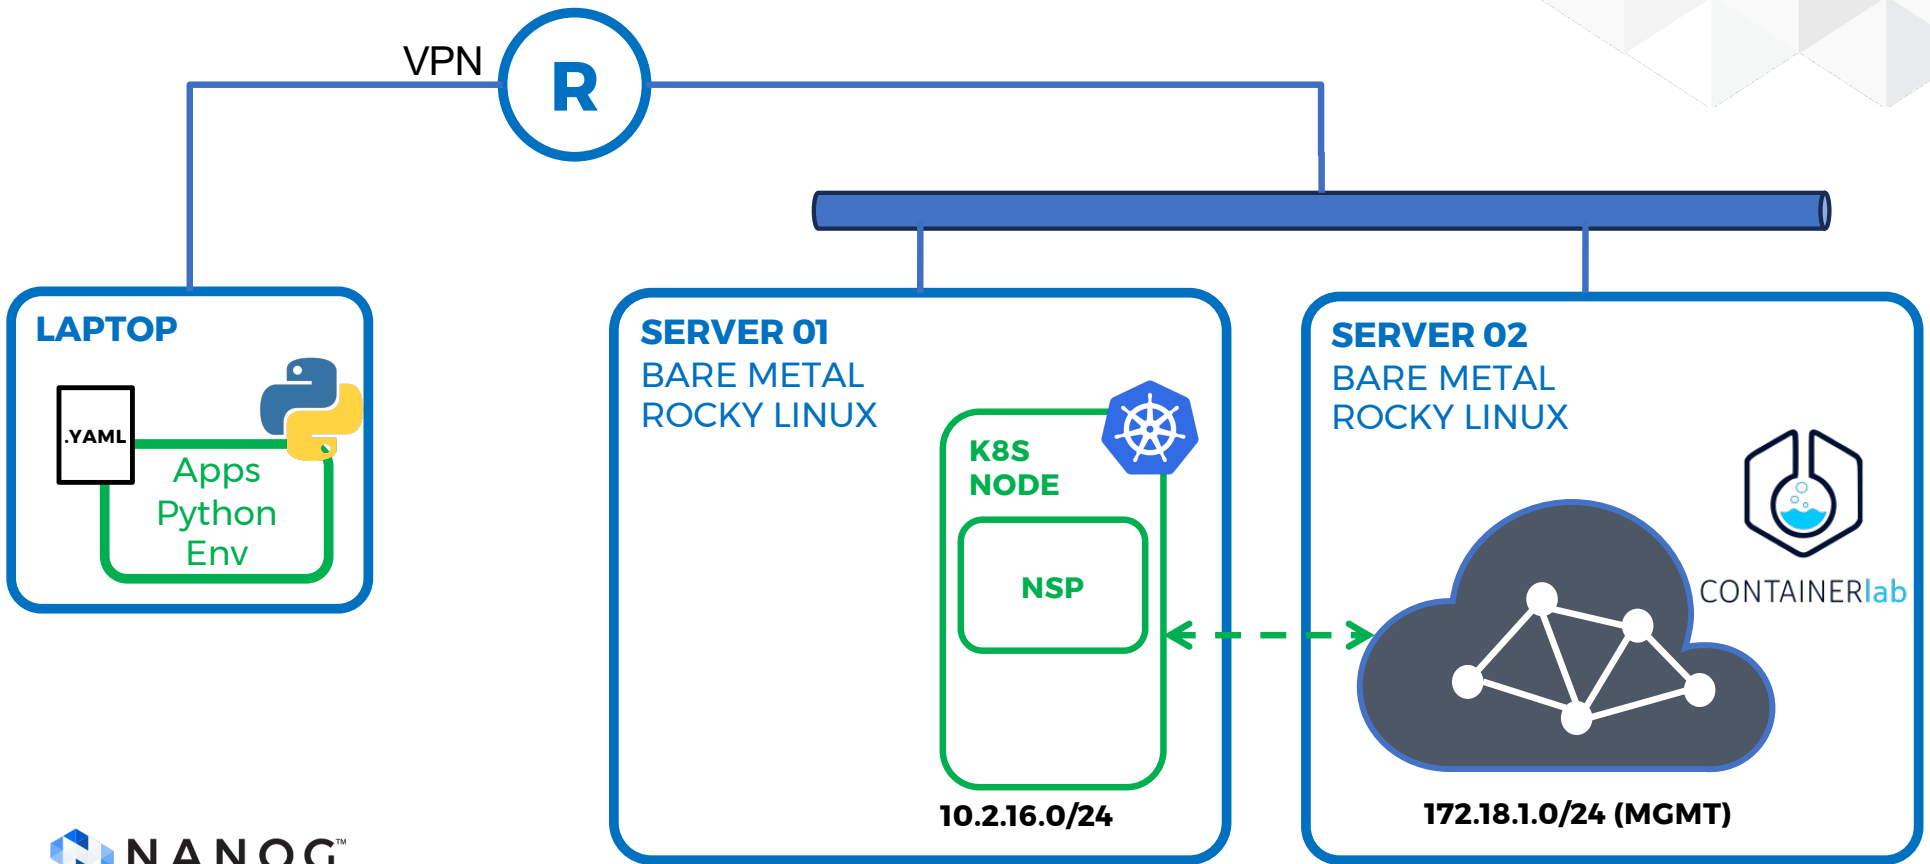 VPN
R
LAPTOP
.YAML
Apps
Python
Env
SERVER 01
BARE METAL
ROCKY LINUX
K8S
NODE
NSP
10.2.16.0/24
SERVER 02
BARE METAL
ROCKY LINUX
CONTAINERlab
172.18.1.0/24 (MGMT)
NANOG™